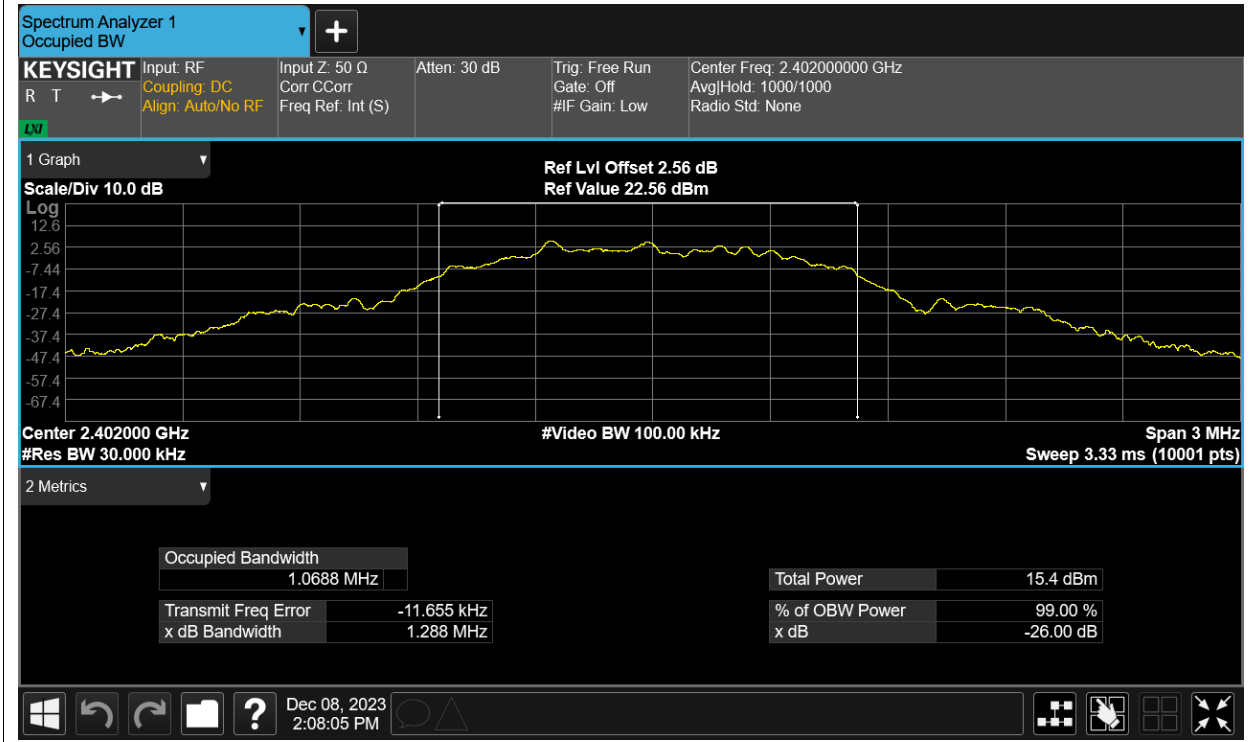 Spectrum Analyzer 1
Occupied BW
KEYSIGHT
R T
LXI
Input: RF
Coupling: DC
Align: Auto/No RF
Input Z: 50 Ω
Corr CCorr
Freq Ref: Int (S)
Atten: 30 dB
Trig: Free Run
Gate: Off
#IF Gain: Low
Center Freq: 2.402000000 GHz
Avg|Hold: 1000/1000
Radio Std: None
1 Graph
Scale/Div 10.0 dB
Ref Lvl Offset 2.56 dB
Ref Value 22.56 dBm
Log
12.6
2.56
-7.44
-17.4
-27.4
-37.4
-47.4
-57.4
-67.4
Center 2.402000 GHz
#Video BW 100.00 kHz
Span 3 MHz
#Res BW 30.000 kHz
Sweep 3.33 ms (10001 pts)
2 Metrics
Occupied Bandwidth
1.0688 MHz
Total Power 15.4 dBm
Transmit Freq Error -11.655 kHz
% of OBW Power 99.00 %
x dB Bandwidth 1.288 MHz
x dB -26.00 dB
?
Dec 08, 2023
2:08:05 PM